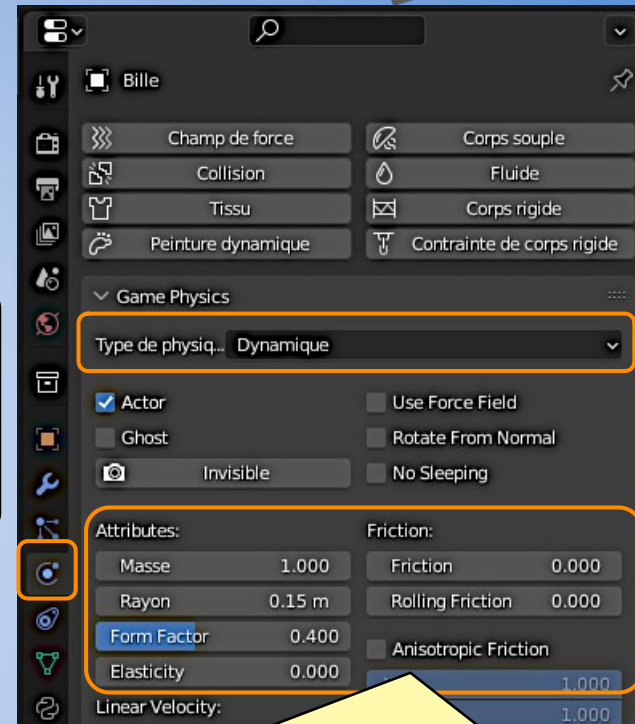 Bille
Champ de force Corps souple
Collision Fluide
Tissu Corps rigide
Peinture dynamique Contrainte de corps rigide
Game Physics
Type de physiq... Dynamique
Actor Use Force Field
Ghost Rotate From Normal
Invisible No Sleeping
Attributes: Friction:
Masse 1.000 Friction 0.000
Rayon 0.15 m Rolling Friction 0.000
Form Factor 0.400 Anisotropic Friction
Elasticity 0.000 1.000
Linear Velocity: 1.000